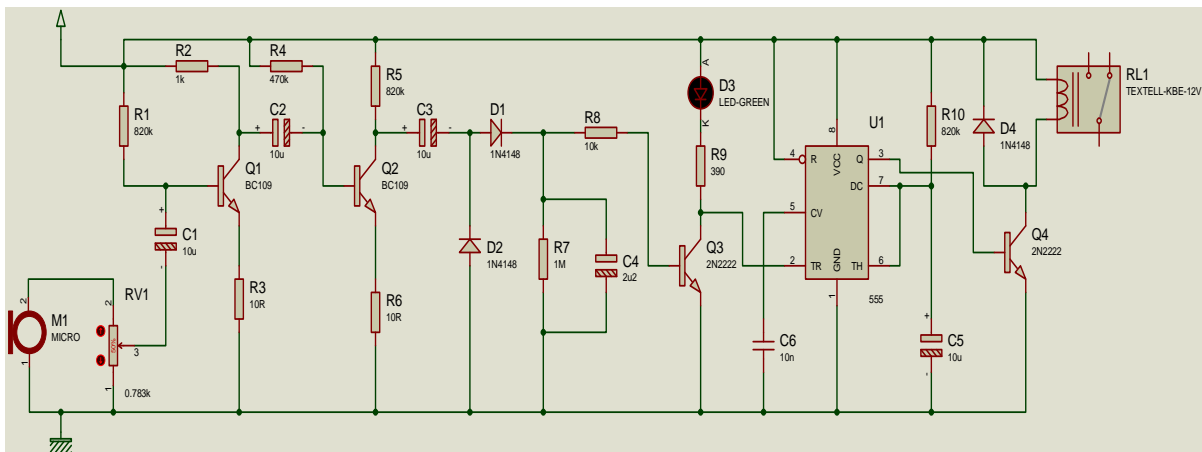 R2
1k
R4
470k
R1
820k
C2
+
-
10u
R5
820k
C3
+
-
10u
D1
1N4148
R8
10k
A
D3
LED-GREEN
K
R9
390
U1
8
VCC
4
R
Q
3
DC
7
5
CV
GND
2
TR
TH
6
1
555
R10
820k
D4
1N4148
RL1
TEXTELL-KBE-12V
Q1
BC109
Q2
BC109
+
C1
10u
-
D2
1N4148
R7
1M
C4
2u2
Q3
2N2222
Q4
2N2222
R3
10R
R6
10R
C6
10n
+
C5
10u
-
2
M1
MICRO
1
RV1
2
50%
3
1
0.783k